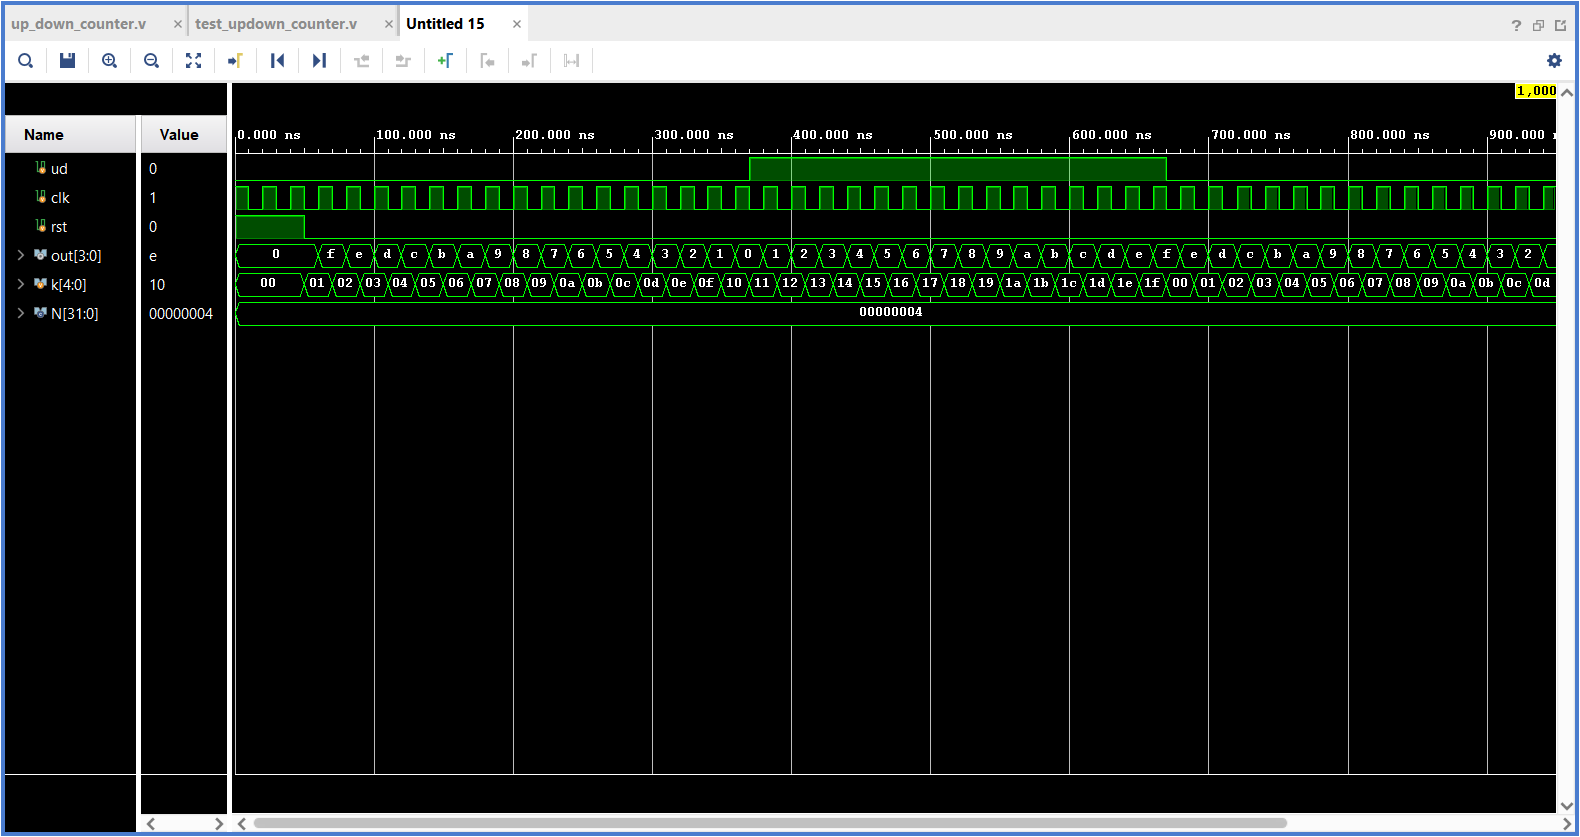 up_down_counter.v × test_updown_counter.v × Untitled 15 × ?
1,000
Name Value
0.000 ns 100.000 ns 200.000 ns 300.000 ns 400.000 ns 500.000 ns 600.000 ns 700.000 ns 800.000 ns 900.000 n
ud 0
clk 1
rst 0
out[3:0] e 0 f e d c b a 9 8 7 6 5 4 3 2 1 0 1 2 3 4 5 6 7 8 9 a b c d e f e d c b a 9 8 7 6 5 4 3 2
k[4:0] 10 00 01 02 03 04 05 06 07 08 09 0a 0b 0c 0d 0e 0f 10 11 12 13 14 15 16 17 18 19 1a 1b 1c 1d 1e 1f 00 01 02 03 04 05 06 07 08 09 0a 0b 0c 0d
N[31:0] 00000004 00000004